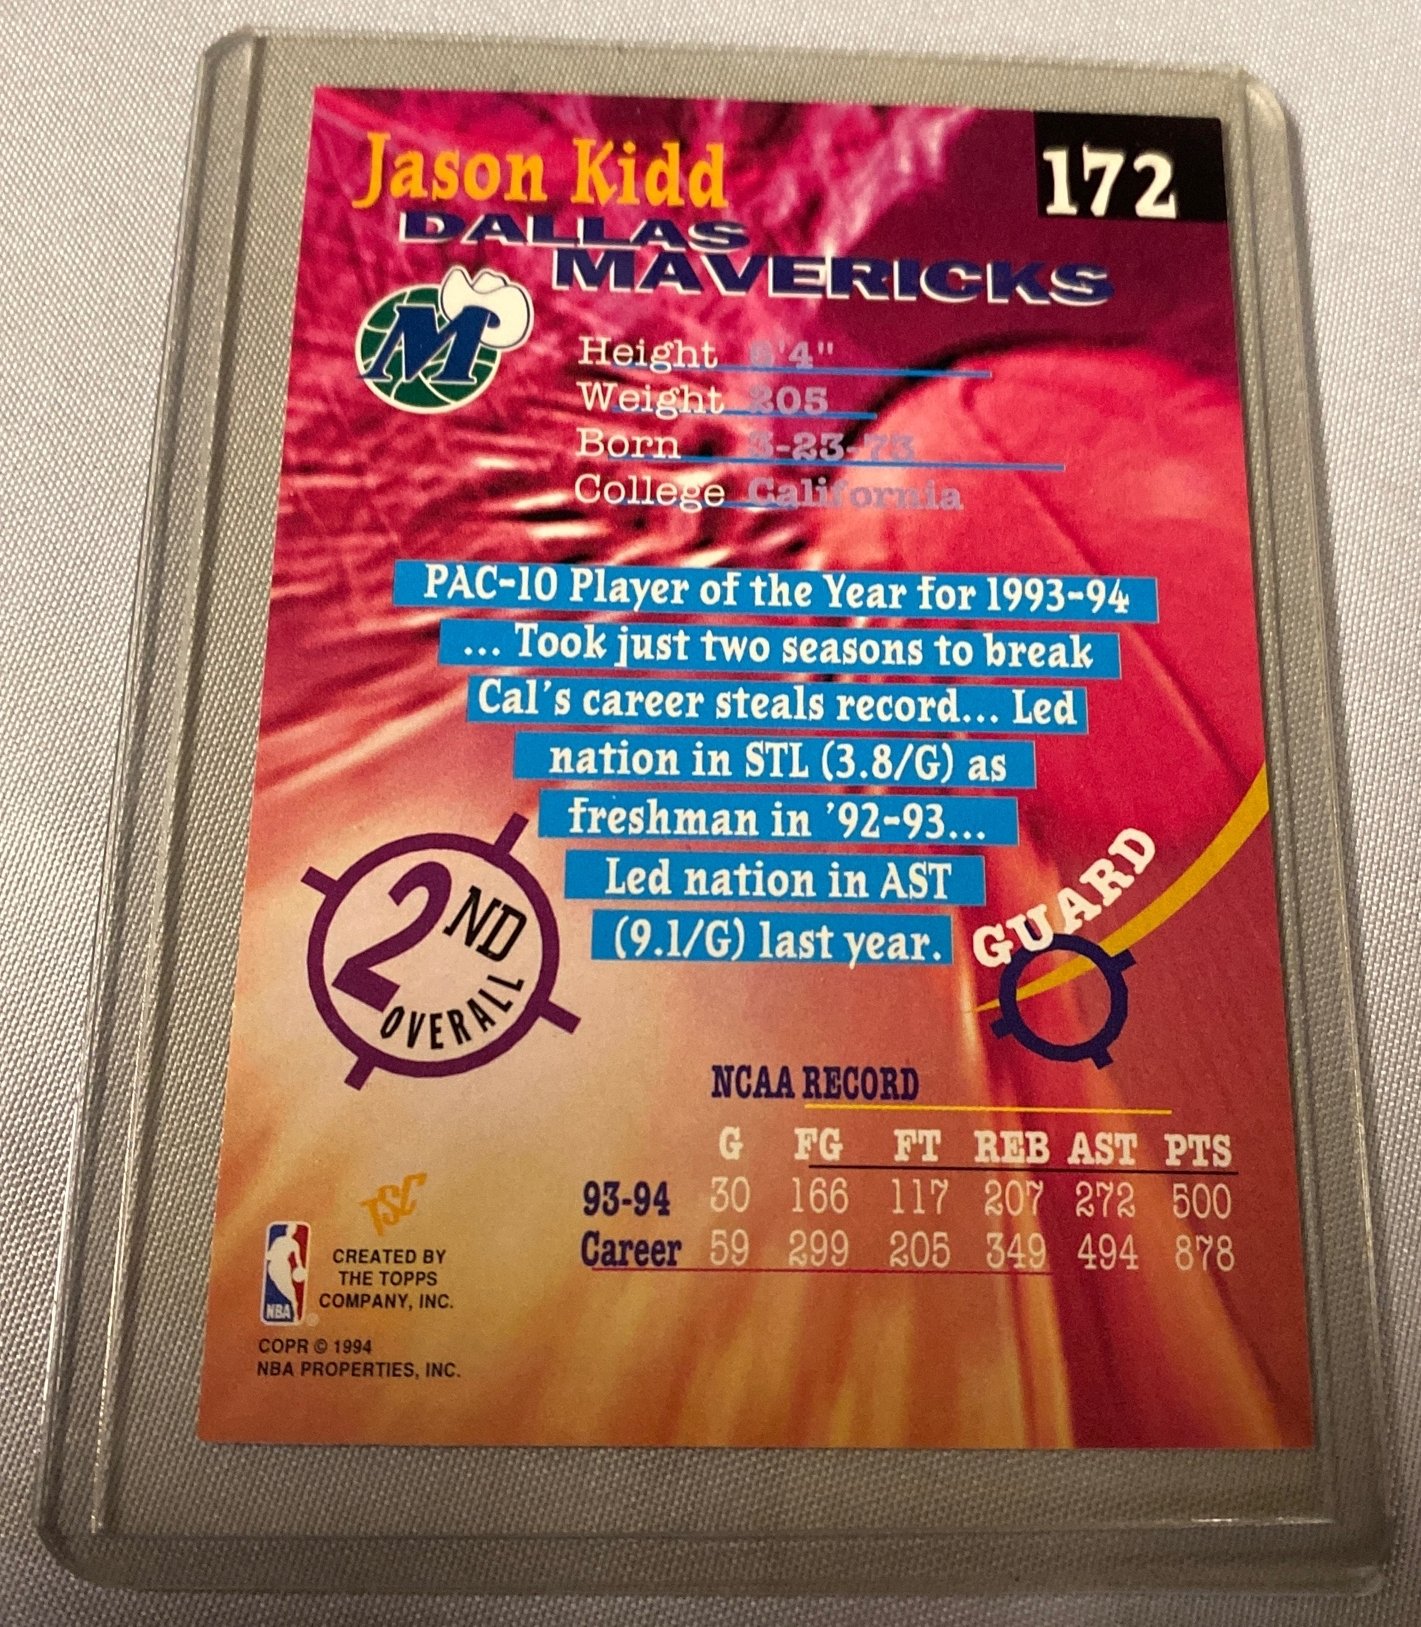 Jason Kidd
172
DALLAS
MAVERICKS
M
Height 6'4"
Weight 205
Born 3-23-73
College California
PAC-10 Player of the Year for 1993-94
... Took just two seasons to break
Cal's career steals record... Led
nation in STL (3.8/G) as
freshman in '92-93...
Led nation in AST
(9.1/G) last year.
2ND
OVERALL
GUARD
NCAA RECORD
G FG FT REB AST PTS
93-94 30 166 117 207 272 500
Career 59 299 205 349 494 878
TSC
CREATED BY
THE TOPPS
COMPANY, INC.
NBA ®
COPR © 1994
NBA PROPERTIES, INC.